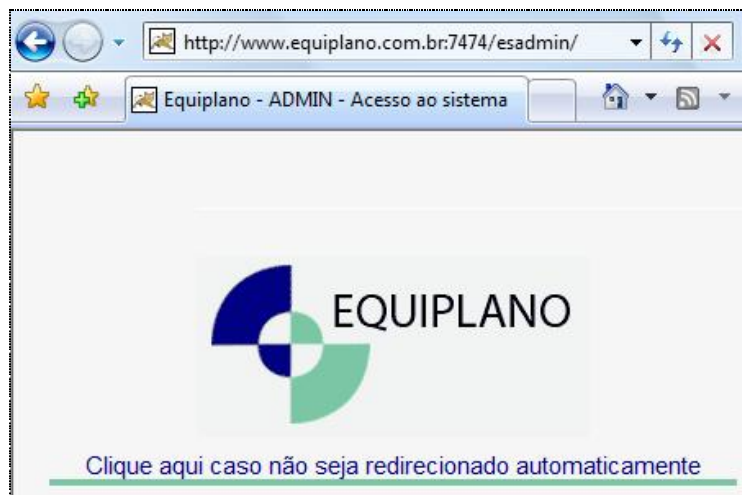 http://www.equiplano.com.br:7474/esadmin/
Equiplano - ADMIN - Acesso ao sistema
EQUIPLANO
Clique aqui caso não seja redirecionado automaticamente